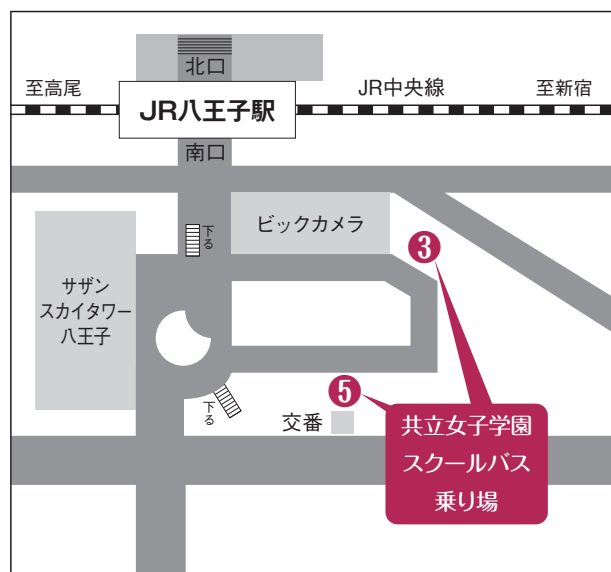 北口
至高尾
JR中央線
至新宿
JR八王子駅
南口
ビックカメラ
下る
3
サザン
スカイタワー
八王子
5
下る
交番
共立女子学園
スクールバス
乗り場